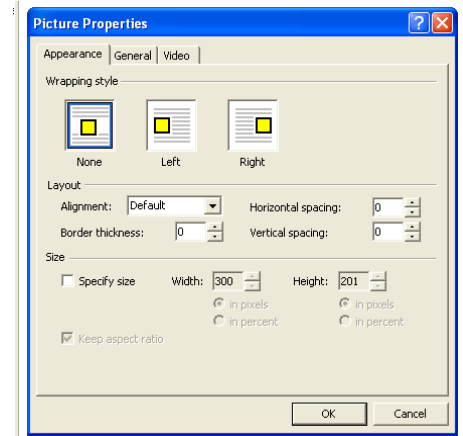 Picture Properties
Appearance General Video
Wrapping style
None Left Right
Layout
Alignment: Default Horizontal spacing: 0
Border thickness: 0 Vertical spacing: 0
Size
Specify size Width: 300 Height: 201
in pixels in pixels
in percent in percent
Keep aspect ratio
OK Cancel